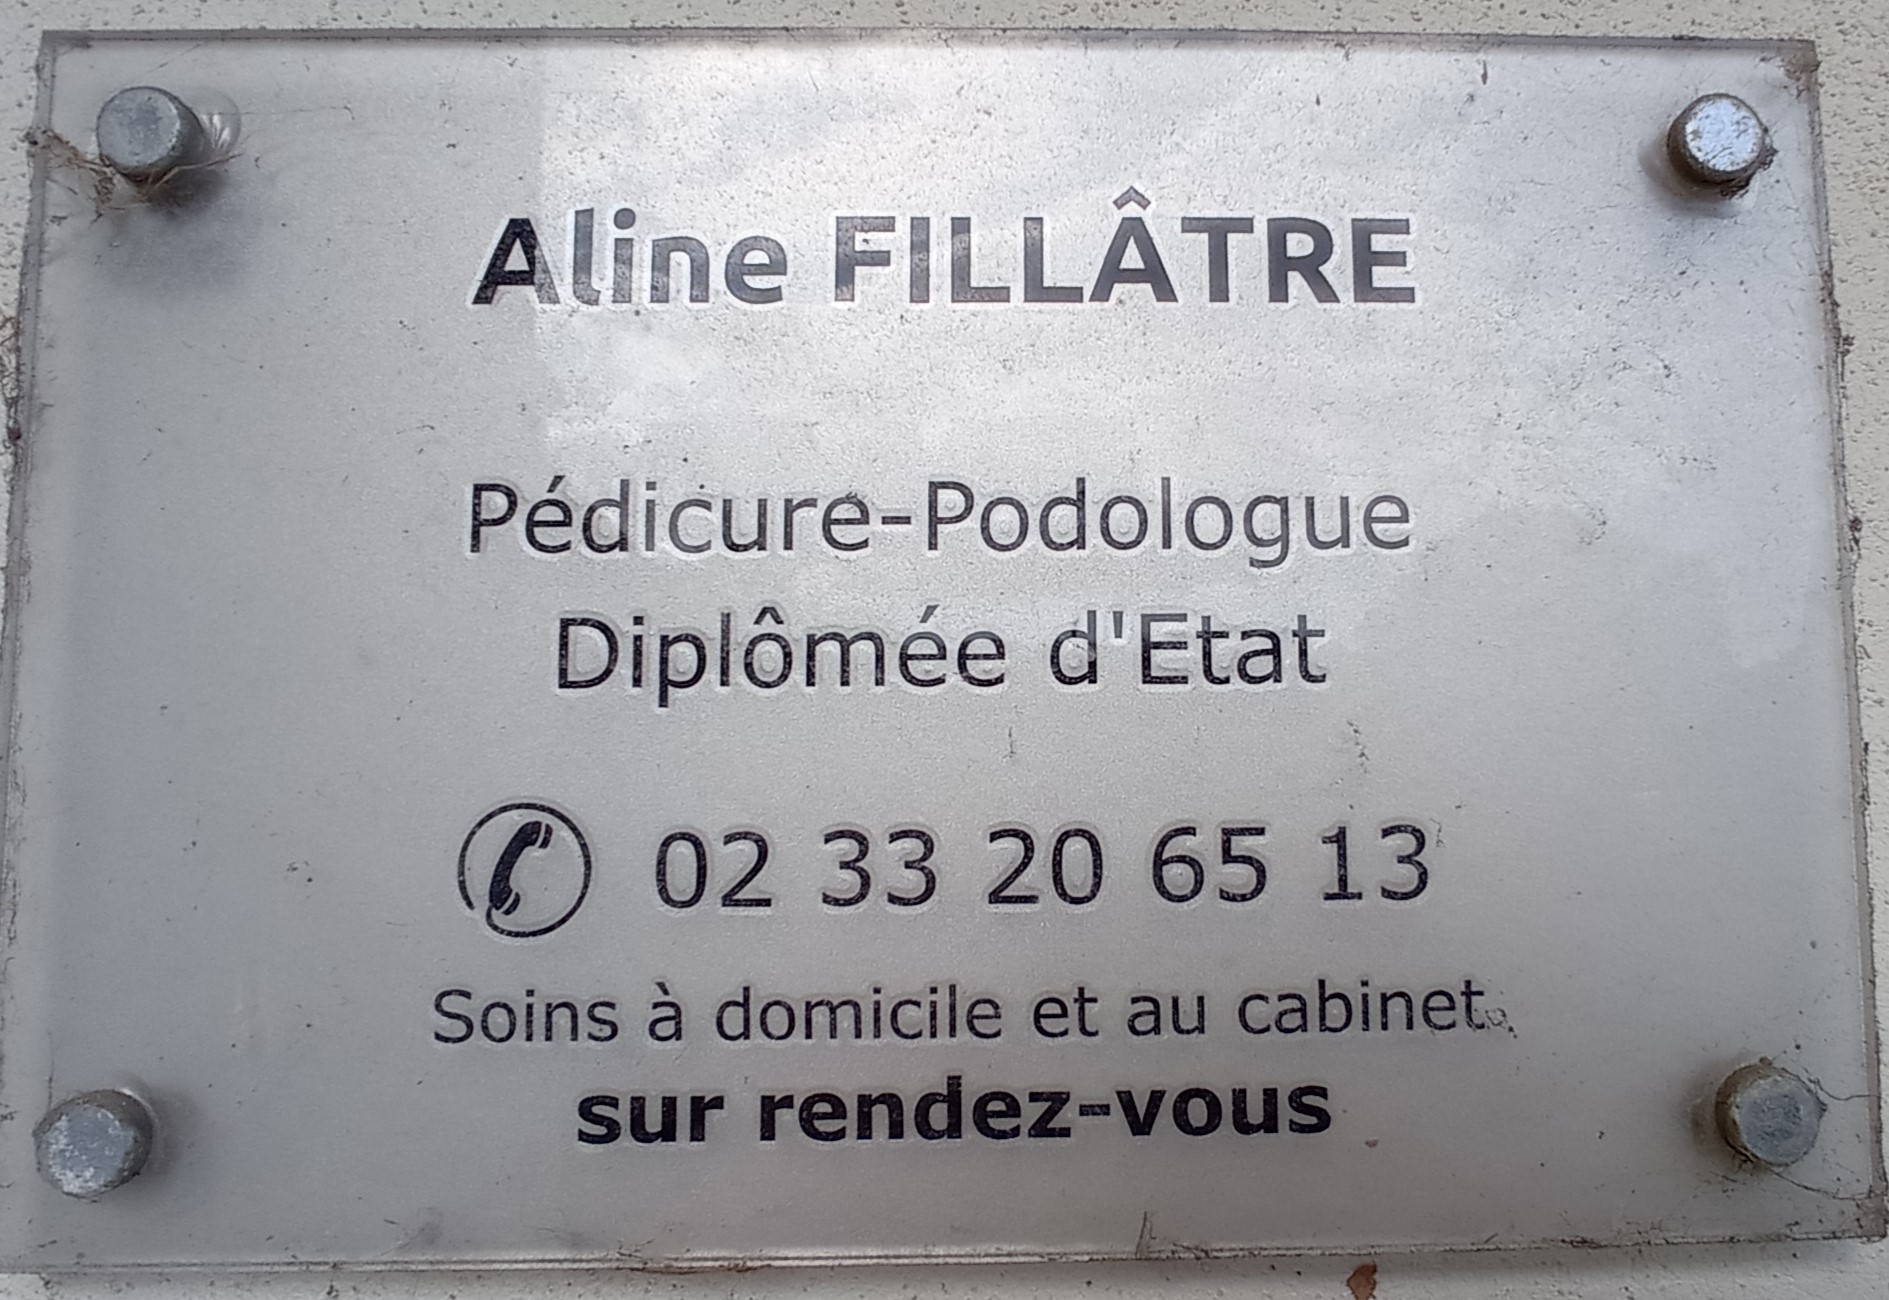 Aline FILLÂTRE
Pédicure-Podologue
Diplômée d'Etat
02 33 20 65 13
Soins à domicile et au cabinet
sur rendez-vous